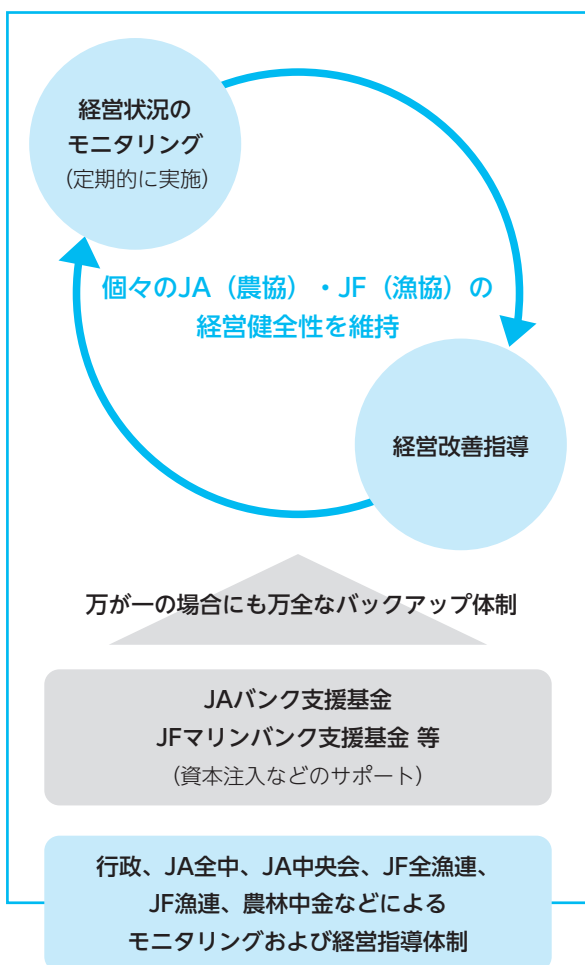 経営状況の
モニタリング
（定期的に実施）
個々のJA（農協）・JF（漁協）の
経営健全性を維持
経営改善指導
万が一の場合にも万全なバックアップ体制
JAバンク支援基金
JFマリンバンク支援基金 等
（資本注入などのサポート）
行政、JA全中、JA中央会、JF全漁連、
JF漁連、農林中金などによる
モニタリングおよび経営指導体制